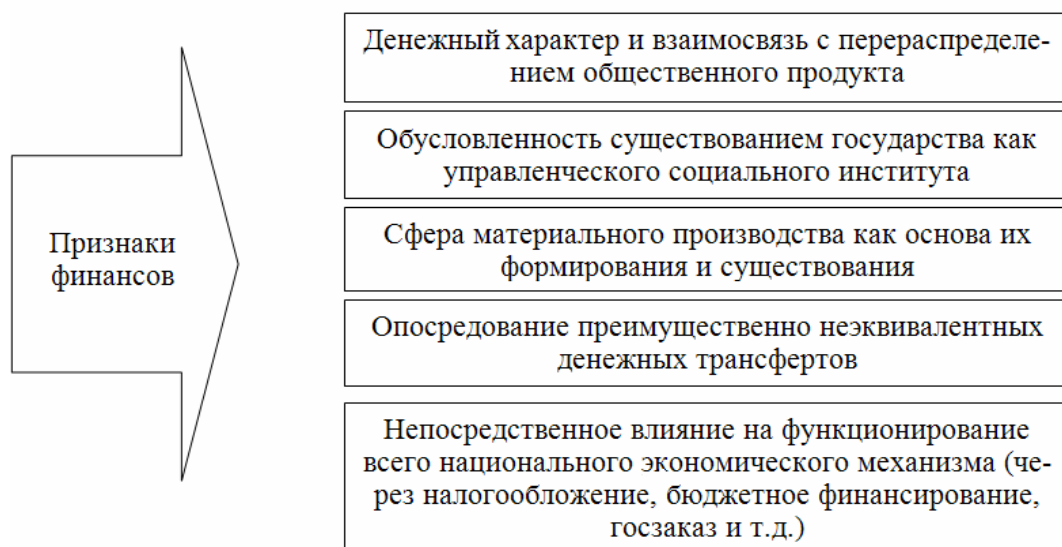 Признаки
финансов
Денежный характер и взаимосвязь с перераспределе-
нием общественного продукта
Обусловленность существованием государства как
управленческого социального института
Сфера материального производства как основа их
формирования и существования
Опосредование преимущественно неэквивалентных
денежных трансфертов
Непосредственное влияние на функционирование
всего национального экономического механизма (че-
рез налогообложение, бюджетное финансирование,
госзаказ и т.д.)